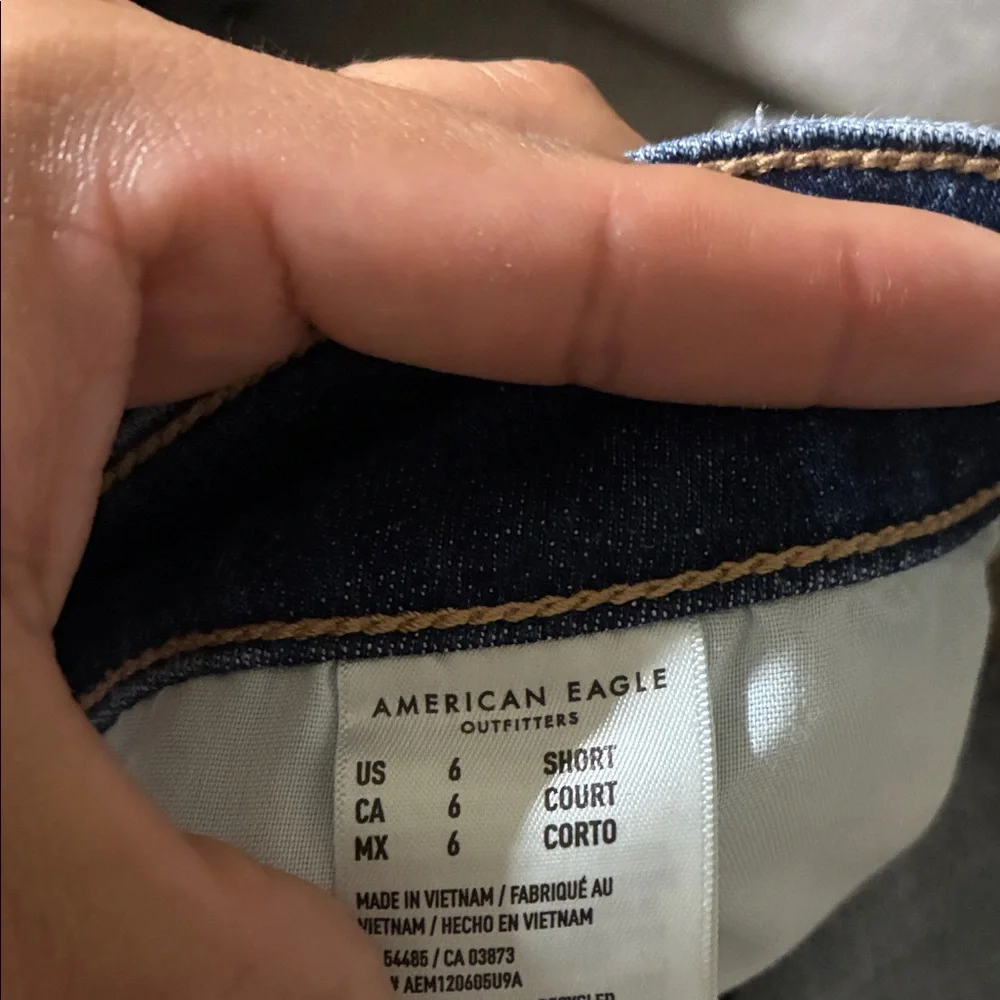 AMERICAN EAGLE
OUTFITTERS
US 6 SHORT
CA 6 COURT
MX 6 CORTO
MADE IN VIETNAM / FABRIQUÉ AU
VIETNAM / HECHO EN VIETNAM
54485 / CA 03873
# AEM120605U9A
RECYCLED